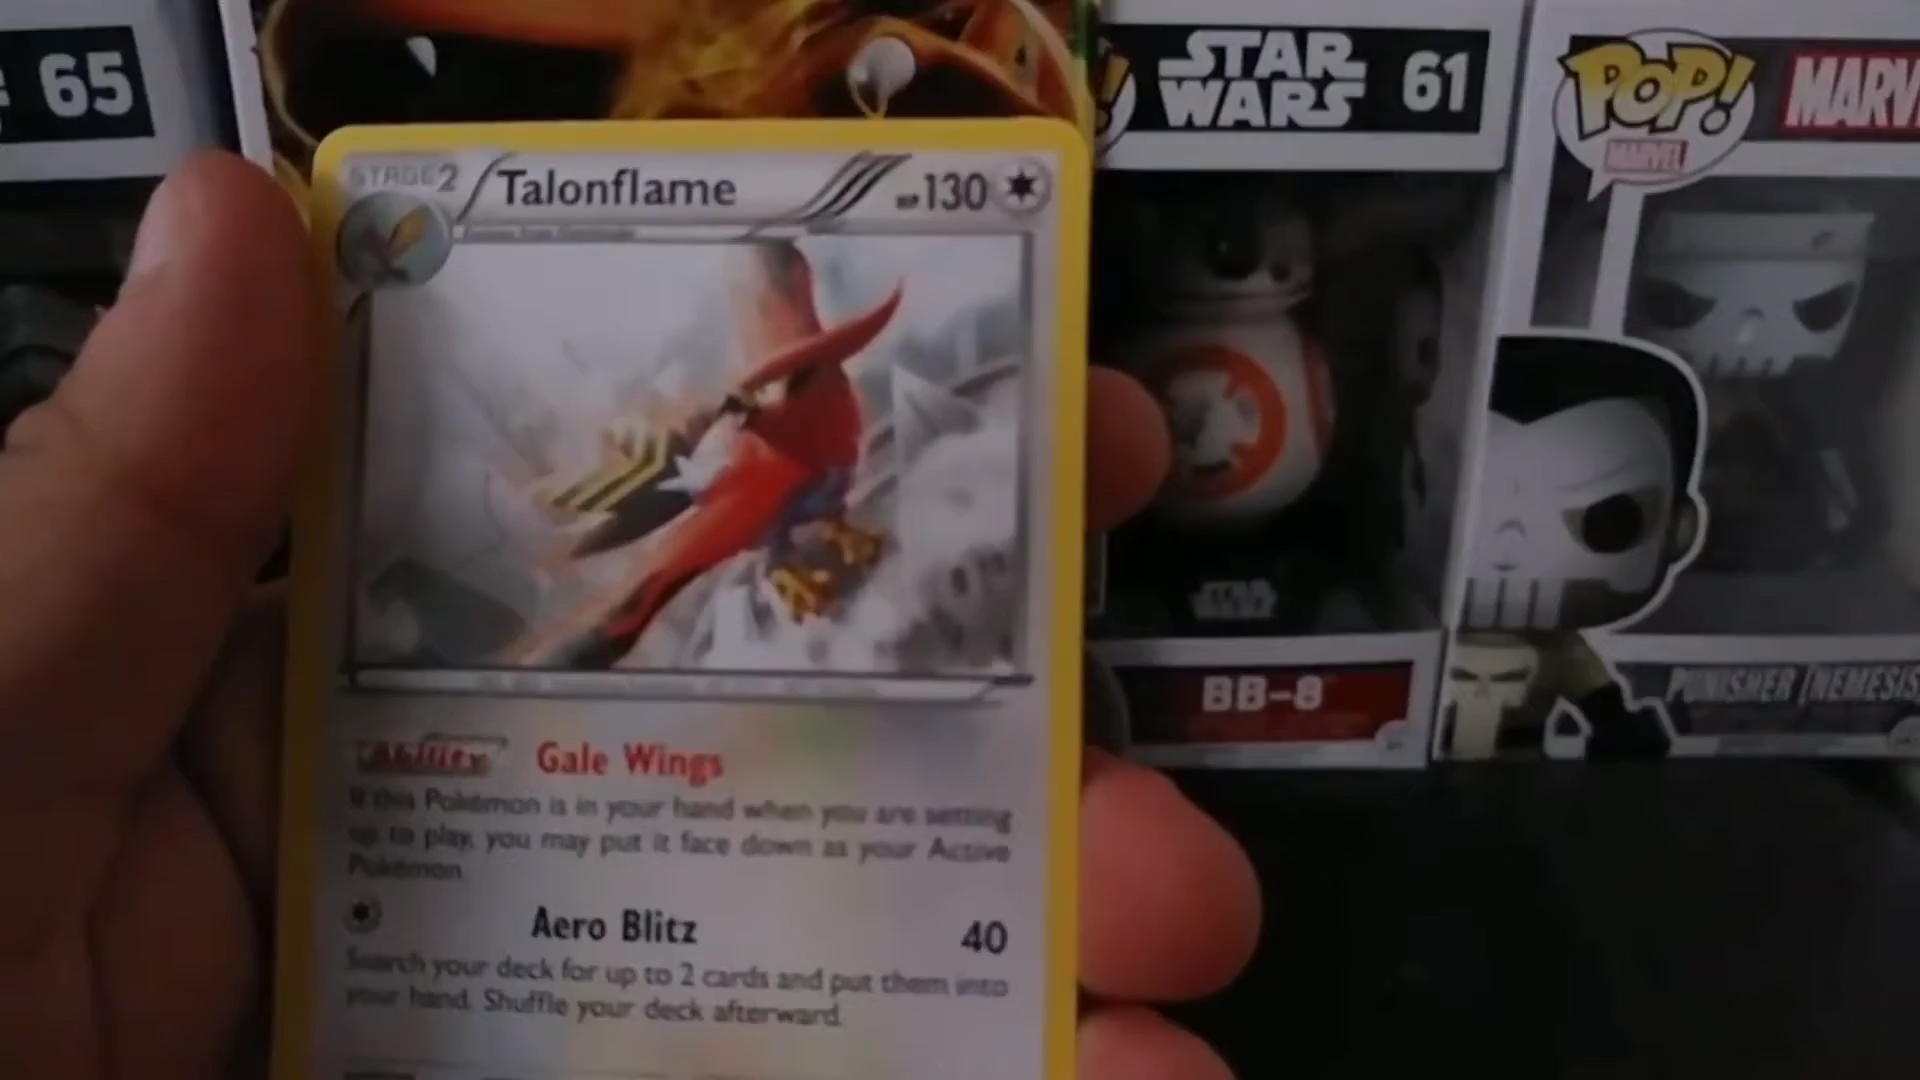 65
STAR
WARS
61
POP!
MARVEL
STAGE2
Talonflame
HP130
Ability
Gale Wings
If this Pokémon is in your hand when you are setting
up to play, you may put it face down as your Active
Pokémon.
Aero Blitz
40
Search your deck for up to 2 cards and put them into
your hand. Shuffle your deck afterward.
STAR
WARS
BB-8
PUNISHER (NEMESIS